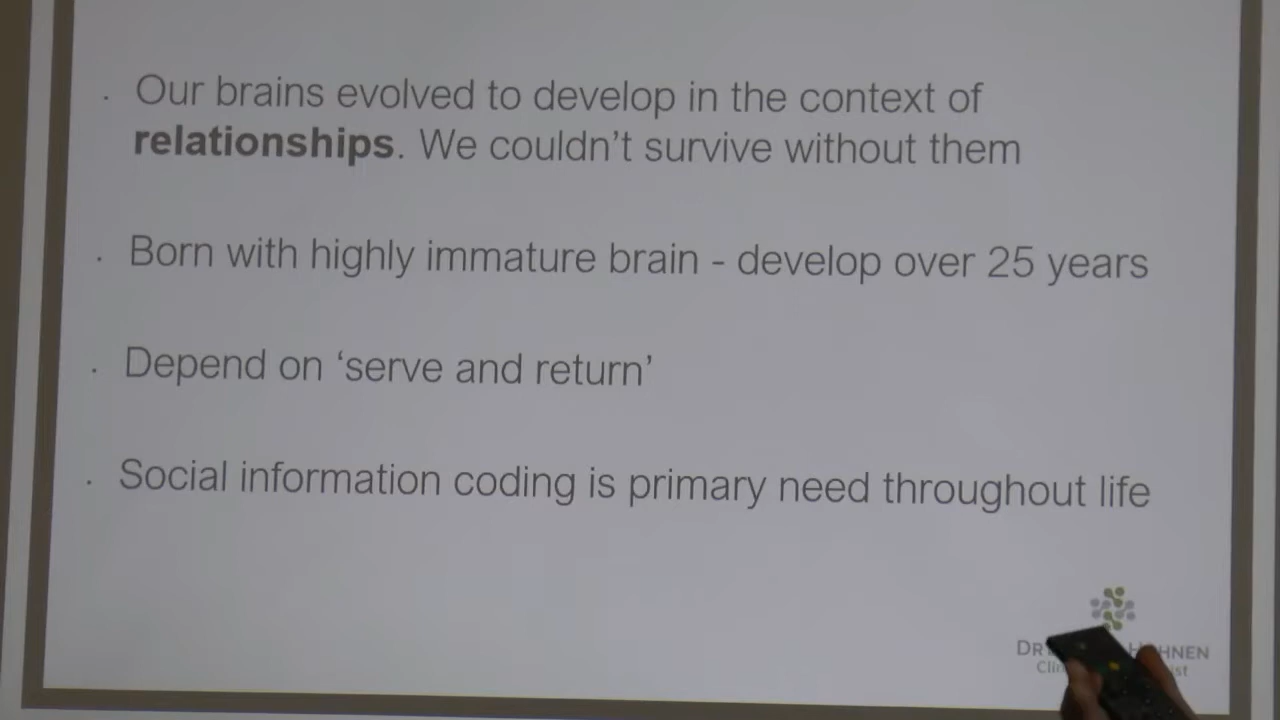 · Our brains evolved to develop in the context of
relationships. We couldn't survive without them
· Born with highly immature brain - develop over 25 years
· Depend on ‘serve and return’
· Social information coding is primary need throughout life
DR